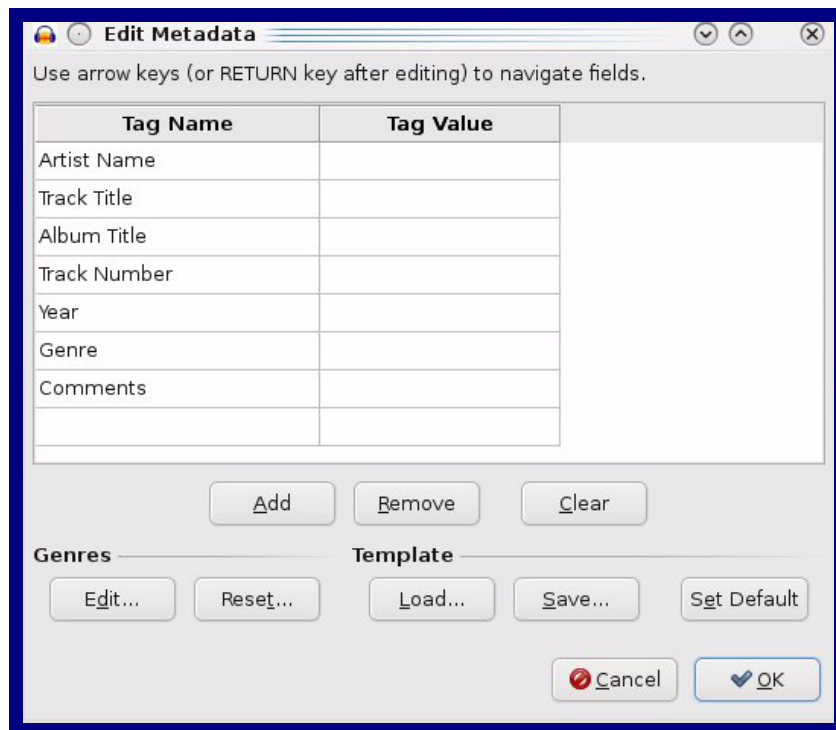 Edit Metadata
Use arrow keys (or RETURN key after editing) to navigate fields.
Tag Name Tag Value
Artist Name
Track Title
Album Title
Track Number
Year
Genre
Comments
Add Remove Clear
Genres Template
Edit... Reset... Load... Save... Set Default
Cancel OK